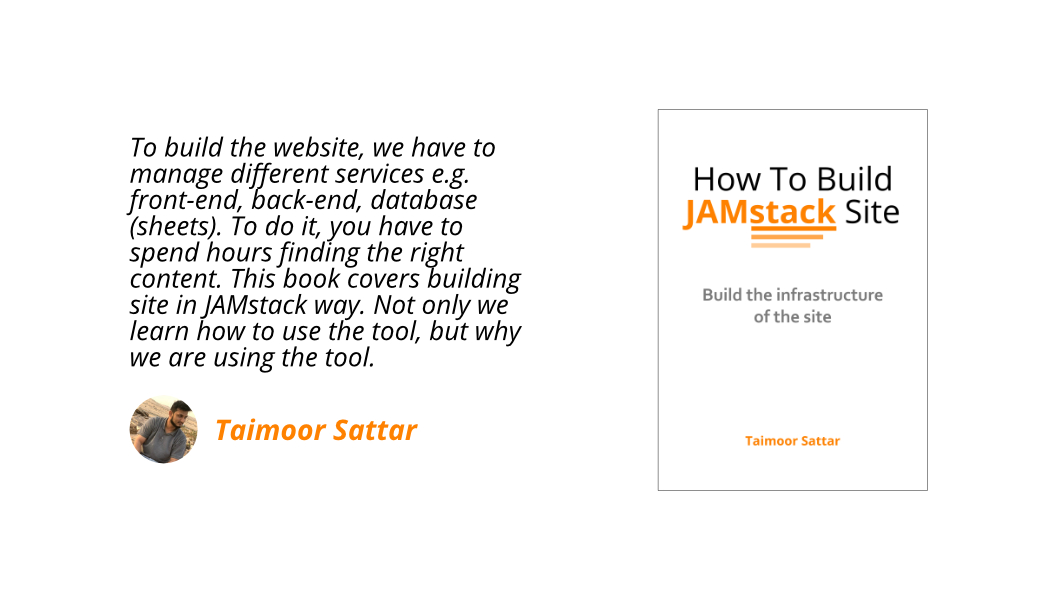 To build the website, we have to
manage different services e.g.
front-end, back-end, database
(sheets). To do it, you have to
spend hours finding the right
content. This book covers building
site in JAMstack way. Not only we
learn how to use the tool, but why
we are using the tool.
Taimoor Sattar
How To Build
JAMstack Site
Build the infrastructure
of the site
Taimoor Sattar